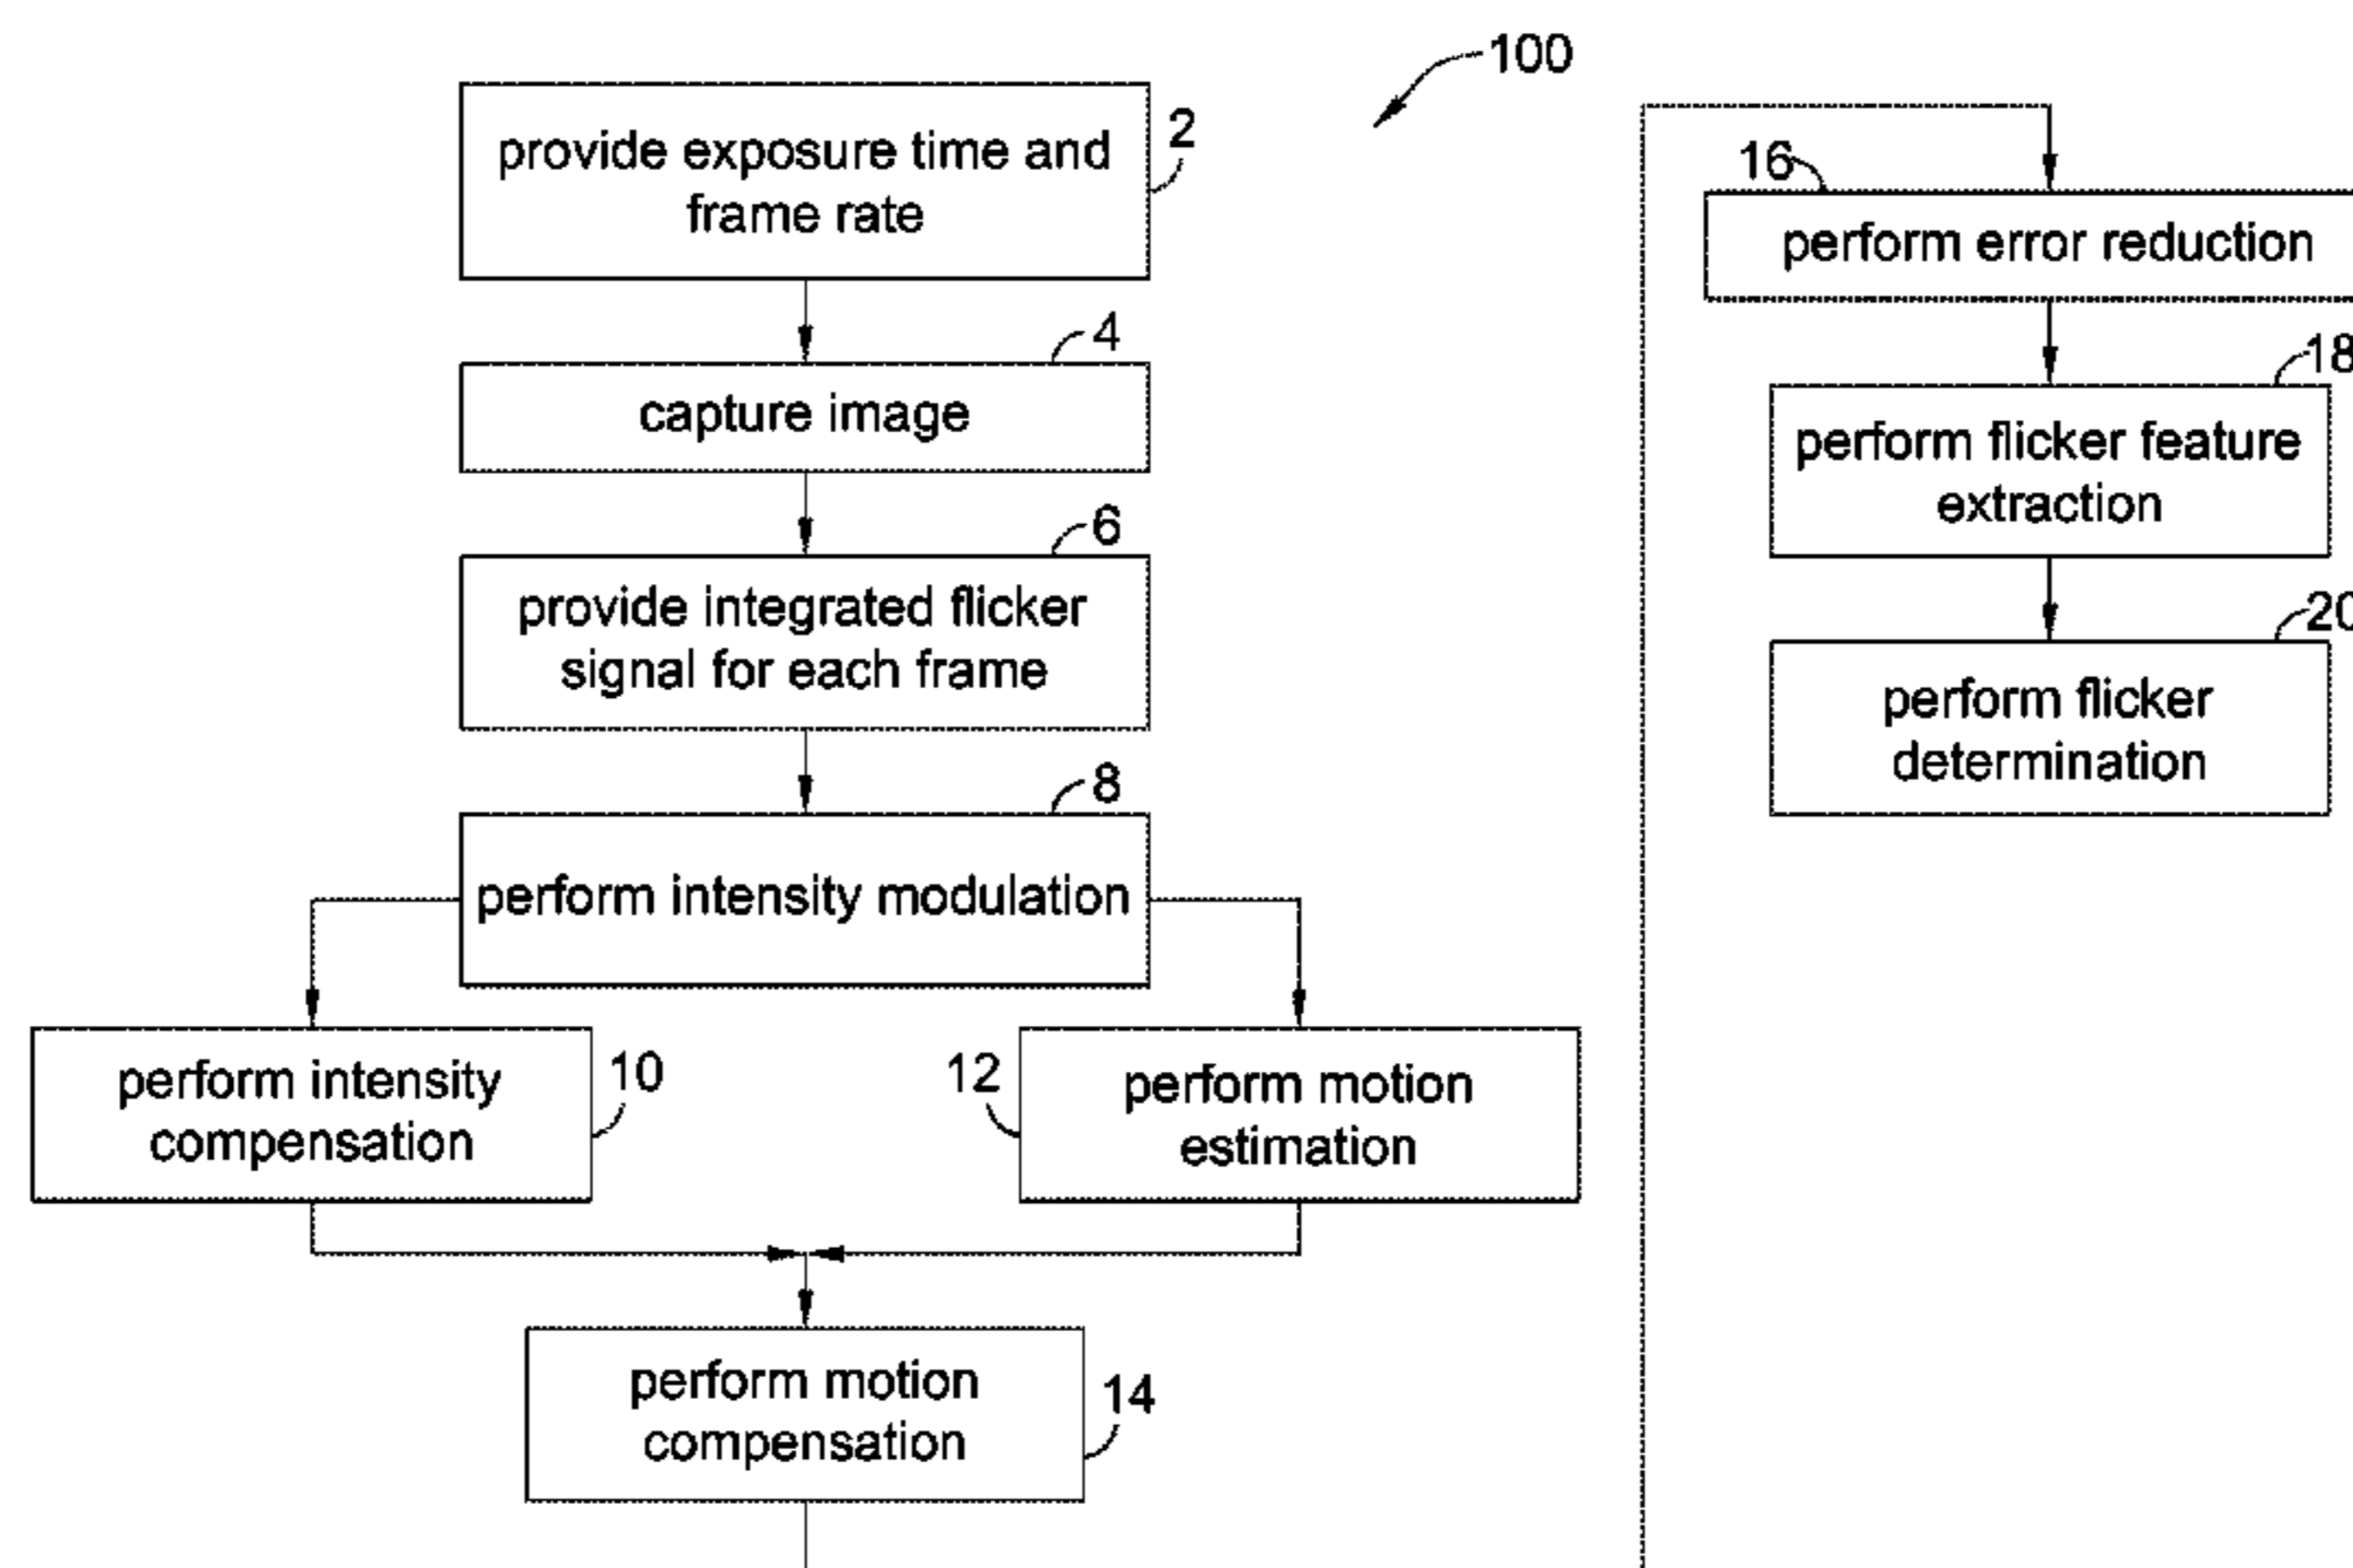 100
provide exposure time and
frame rate
2
4
capture image
6
provide integrated flicker
signal for each frame
8
perform intensity modulation
perform intensity
compensation
10
12
perform motion
estimation
perform motion
compensation
14
16
perform error reduction
18
perform flicker feature
extraction
20
perform flicker
determination